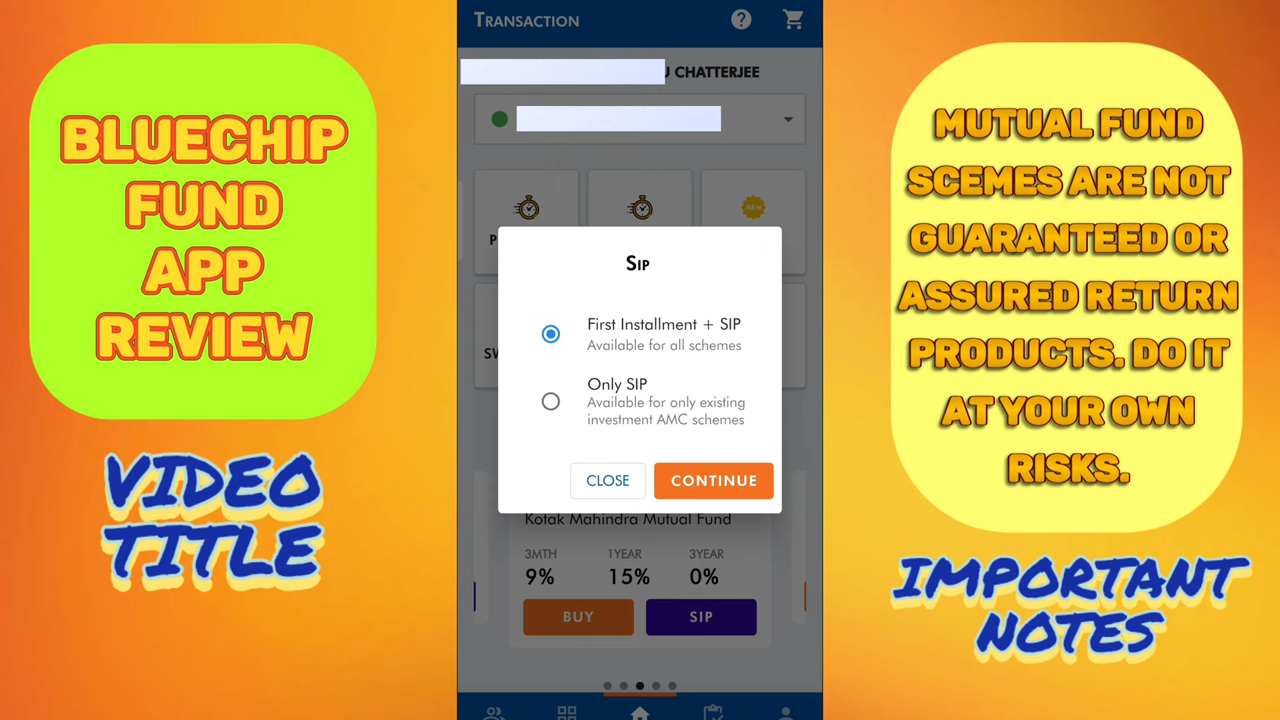 BLUECHIP
FUND
APP
REVIEW
VIDEO
TITLE
TRANSACTION
CHATTERJEE
NEW
SIP
First Installment + SIP
Available for all schemes
Only SIP
Available for only existing
investment AMC schemes
CLOSE
CONTINUE
Kotak Mahindra Mutual Fund
3MTH 1YEAR 3YEAR
9% 15% 0%
BUY SIP
MUTUAL FUND
SCEMES ARE NOT
GUARANTEED OR
ASSURED RETURN
PRODUCTS. DO IT
AT YOUR OWN
RISKS.
IMPORTANT
NOTES